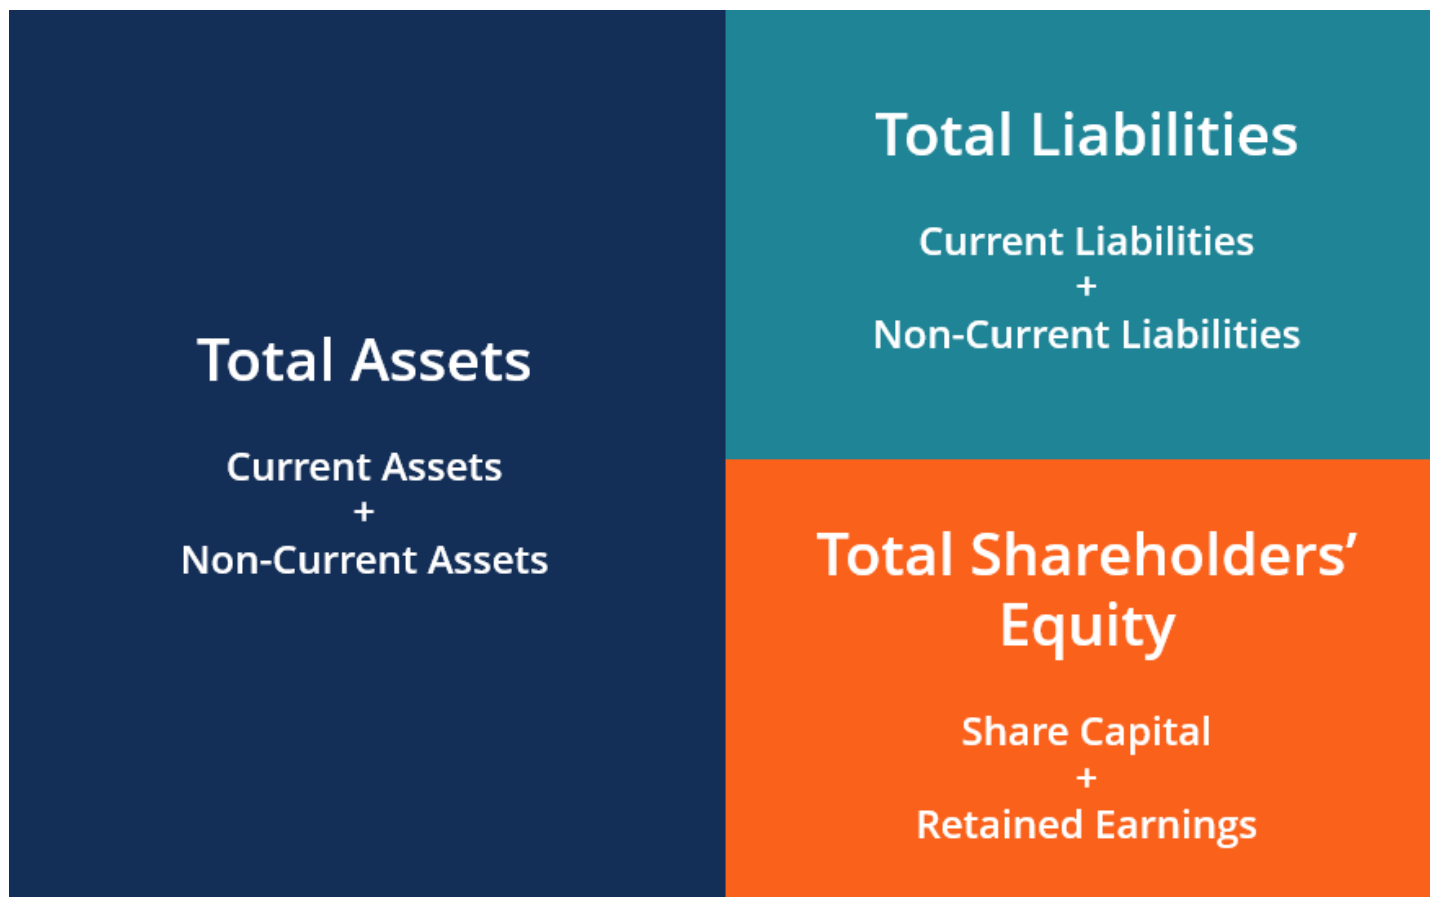 Total Assets
Current Assets
+
Non-Current Assets
Total Liabilities
Current Liabilities
+
Non-Current Liabilities
Total Shareholders’
Equity
Share Capital
+
Retained Earnings